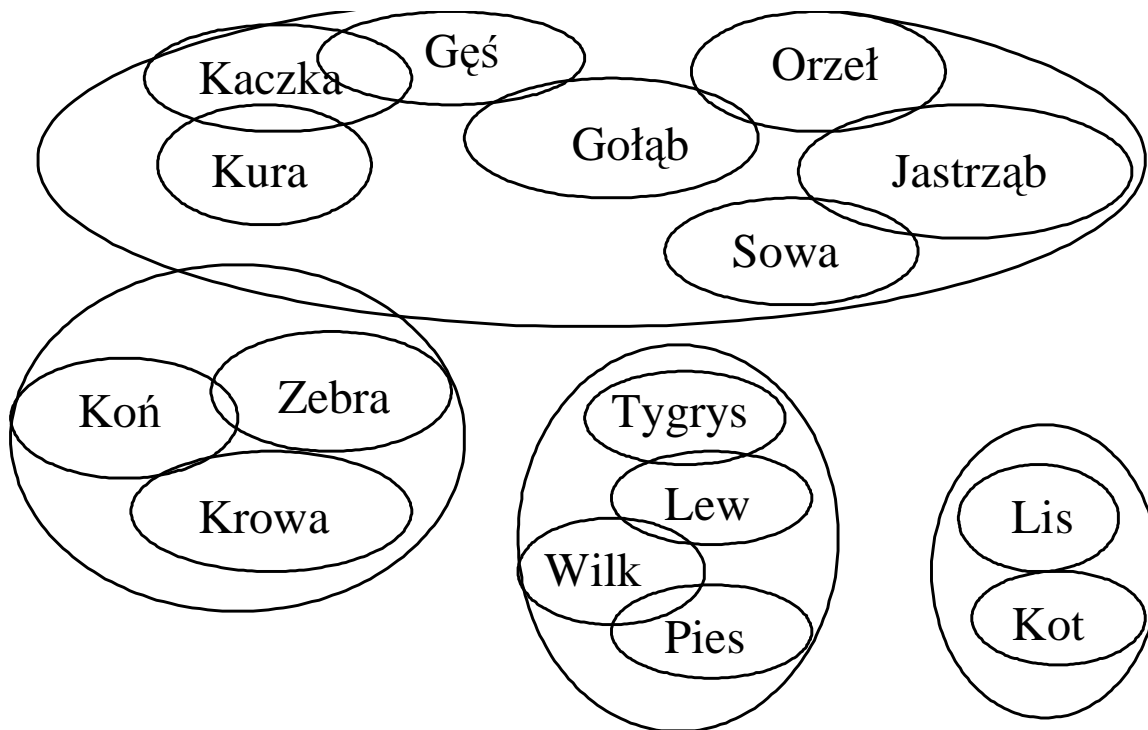 Kaczka
Gęś
Orzeł
Kura
Gołąb
Jastrząb
Sowa
Koń
Zebra
Krowa
Tygrys
Lew
Wilk
Pies
Lis
Kot